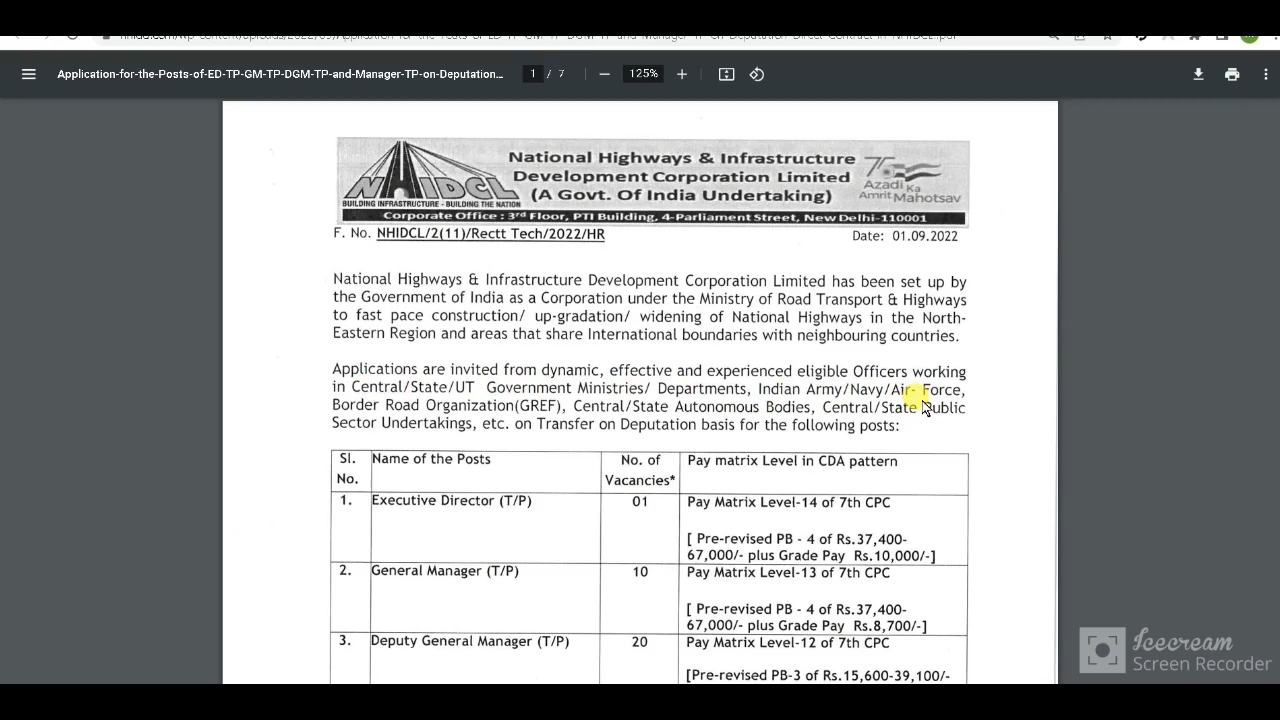 Application-for-the-Posts-of-ED-TP-GM-TP-DGM-TP-and-Manager-TP-on-Deputation...
1 / 7
125%
National Highways & Infrastructure
Development Corporation Limited
(A Govt. Of India Undertaking)
NHIDCL
BUILDING INFRASTRUCTURE - BUILDING THE NATION
75
Azadi Ka
Amrit Mahotsav
Corporate Office : 3rd Floor, PTI Building, 4-Parliament Street, New Delhi-110001
F. No. NHIDCL/2(11)/Rectt Tech/2022/HR
Date: 01.09.2022
National Highways & Infrastructure Development Corporation Limited has been set up by
the Government of India as a Corporation under the Ministry of Road Transport & Highways
to fast pace construction/ up-gradation/ widening of National Highways in the North-
Eastern Region and areas that share International boundaries with neighbouring countries.
Applications are invited from dynamic, effective and experienced eligible Officers working
in Central/State/UT Government Ministries/ Departments, Indian Army/Navy/Air- Force,
Border Road Organization(GREF), Central/State Autonomous Bodies, Central/State Public
Sector Undertakings, etc. on Transfer on Deputation basis for the following posts:
Sl. No. Name of the Posts No. of Vacancies* Pay matrix Level in CDA pattern
1. Executive Director (T/P) 01 Pay Matrix Level-14 of 7th CPC
[ Pre-revised PB - 4 of Rs.37,400-
67,000/- plus Grade Pay Rs.10,000/-]
2. General Manager (T/P) 10 Pay Matrix Level-13 of 7th CPC
[ Pre-revised PB - 4 of Rs.37,400-
67,000/- plus Grade Pay Rs.8,700/-]
3. Deputy General Manager (T/P) 20 Pay Matrix Level-12 of 7th CPC
[Pre-revised PB-3 of Rs.15,600-39,100/-
Icecream
Screen Recorder